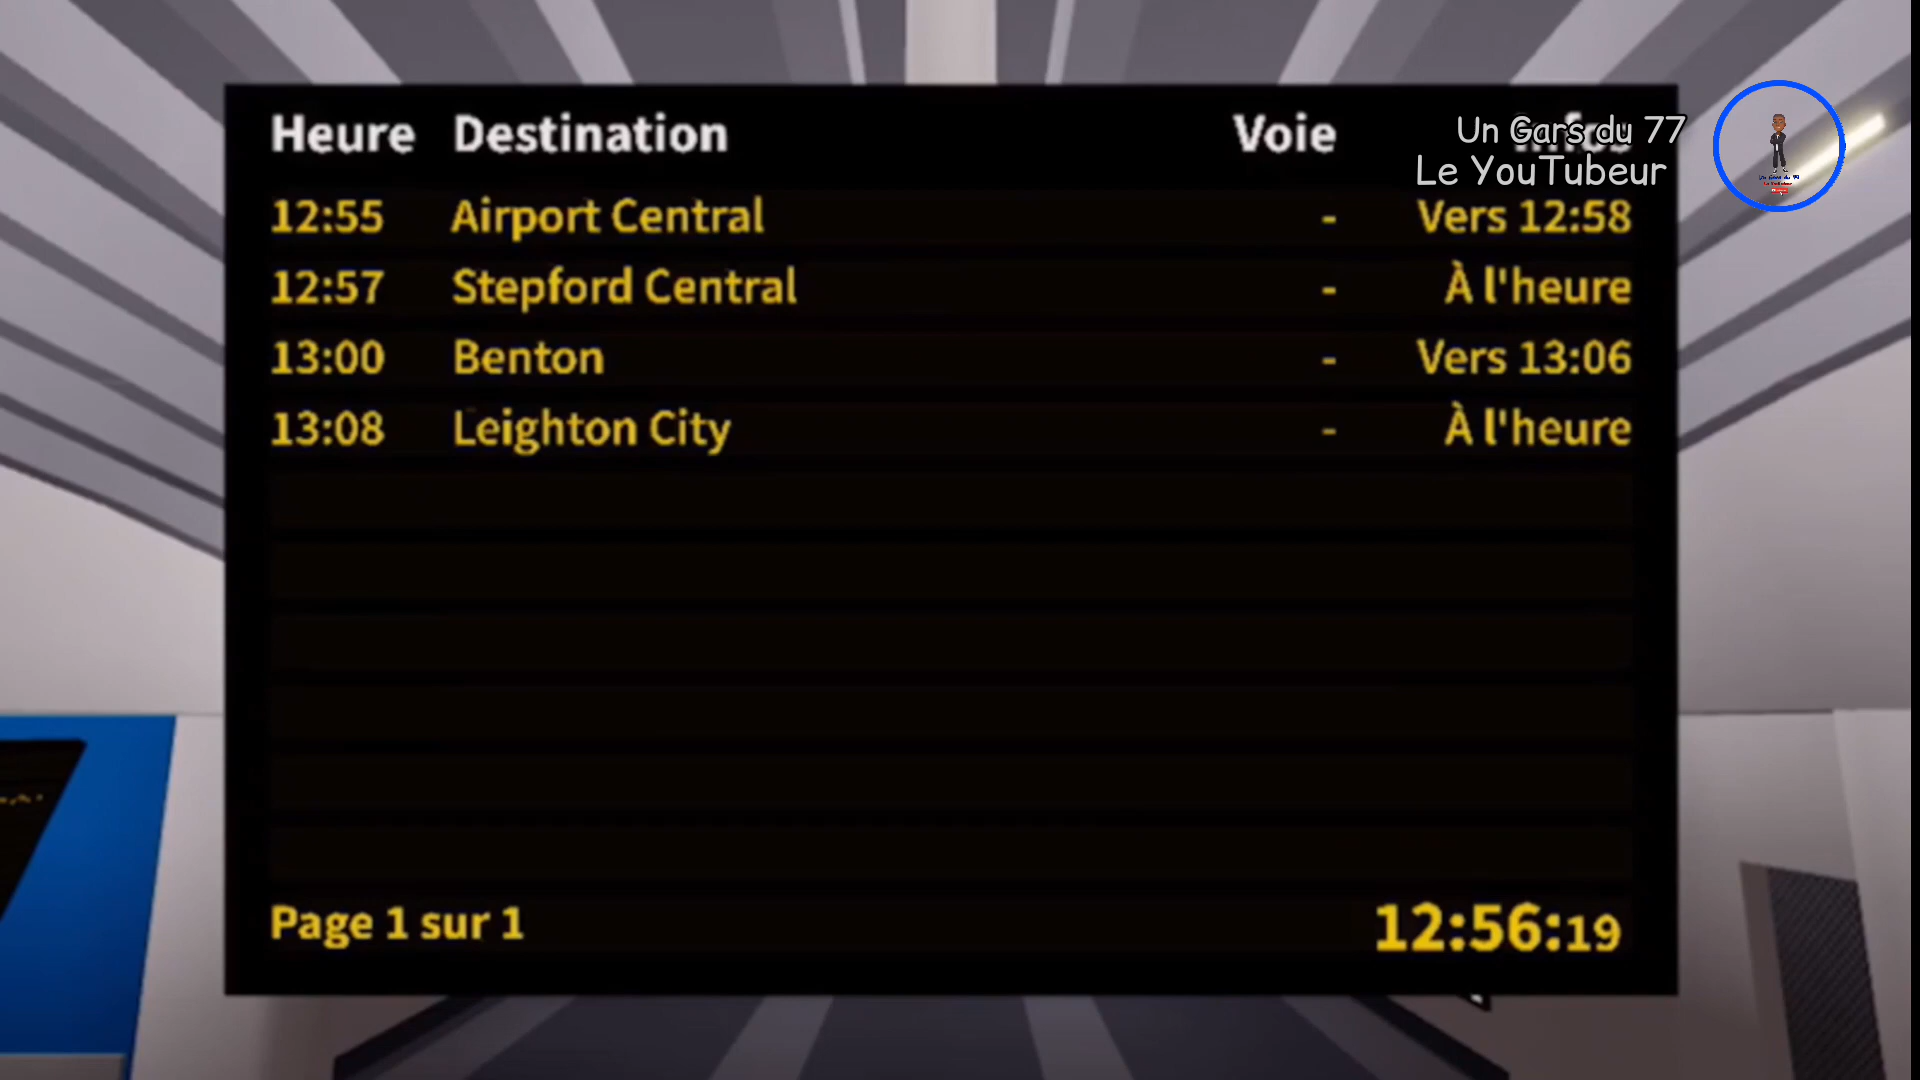 Heure Destination Voie
Un Gars du 77
Le YouTubeur
12:55 Airport Central - Vers 12:58
12:57 Stepford Central - À l'heure
13:00 Benton - Vers 13:06
13:08 Leighton City - À l'heure
Page 1 sur 1 12:56:19